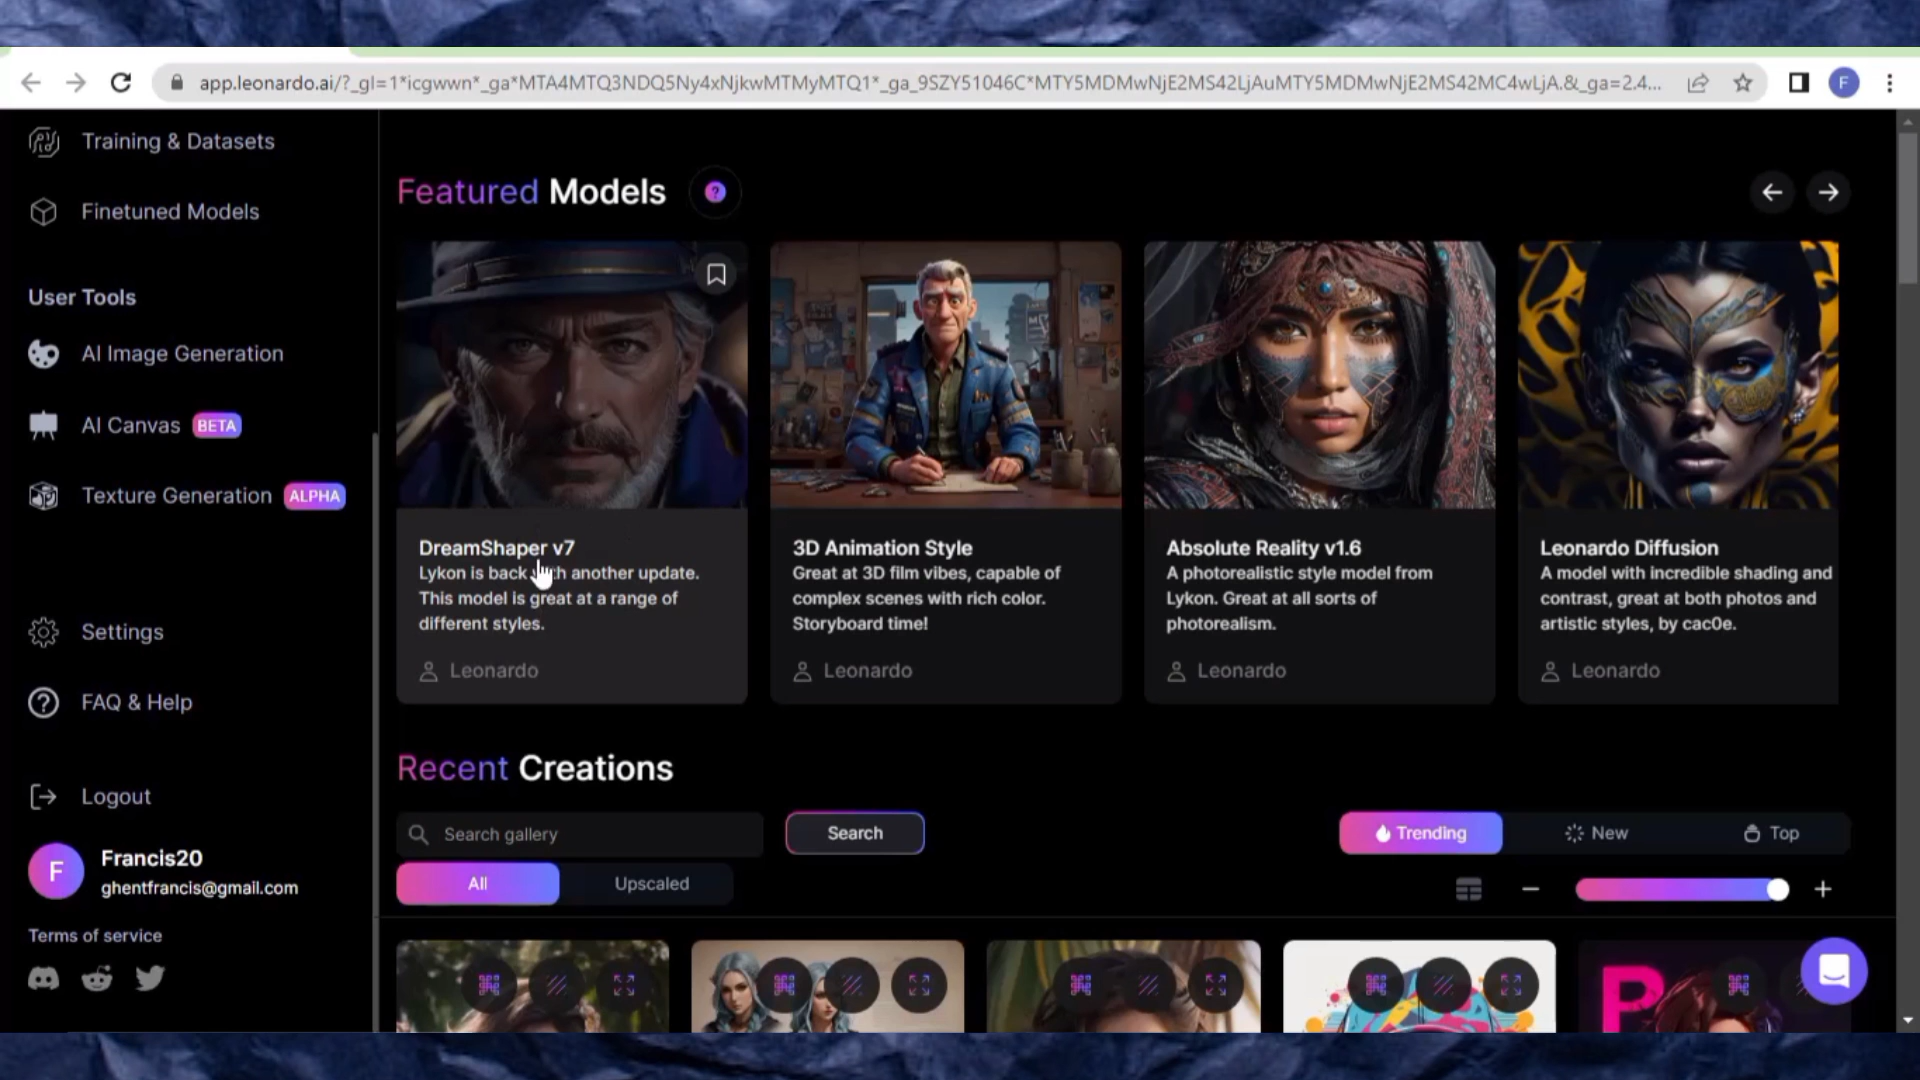 app.leonardo.ai/?_gl=1*icgwwn*_ga*MTA4MTQ3NDQ5Ny4xNjkwMTMyMTQ1*_ga_9SZY51046C*MTY5MDMwNjE2MS42LjAuMTY5MDMwNjE2MS42MC4wLjA.&_ga=2.4...
F
Training & Datasets
Finetuned Models
User Tools
AI Image Generation
AI Canvas BETA
Texture Generation ALPHA
Settings
FAQ & Help
Logout
F
Francis20
ghentfrancis@gmail.com
Terms of service
Featured Models ?
DreamShaper v7
Lykon is back with another update.
This model is great at a range of
different styles.
Leonardo
3D Animation Style
Great at 3D film vibes, capable of
complex scenes with rich color.
Storyboard time!
Leonardo
Absolute Reality v1.6
A photorealistic style model from
Lykon. Great at all sorts of
photorealism.
Leonardo
Leonardo Diffusion
A model with incredible shading and
contrast, great at both photos and
artistic styles, by cac0e.
Leonardo
Recent Creations
Search gallery
Search
Trending
New
Top
All
Upscaled
P